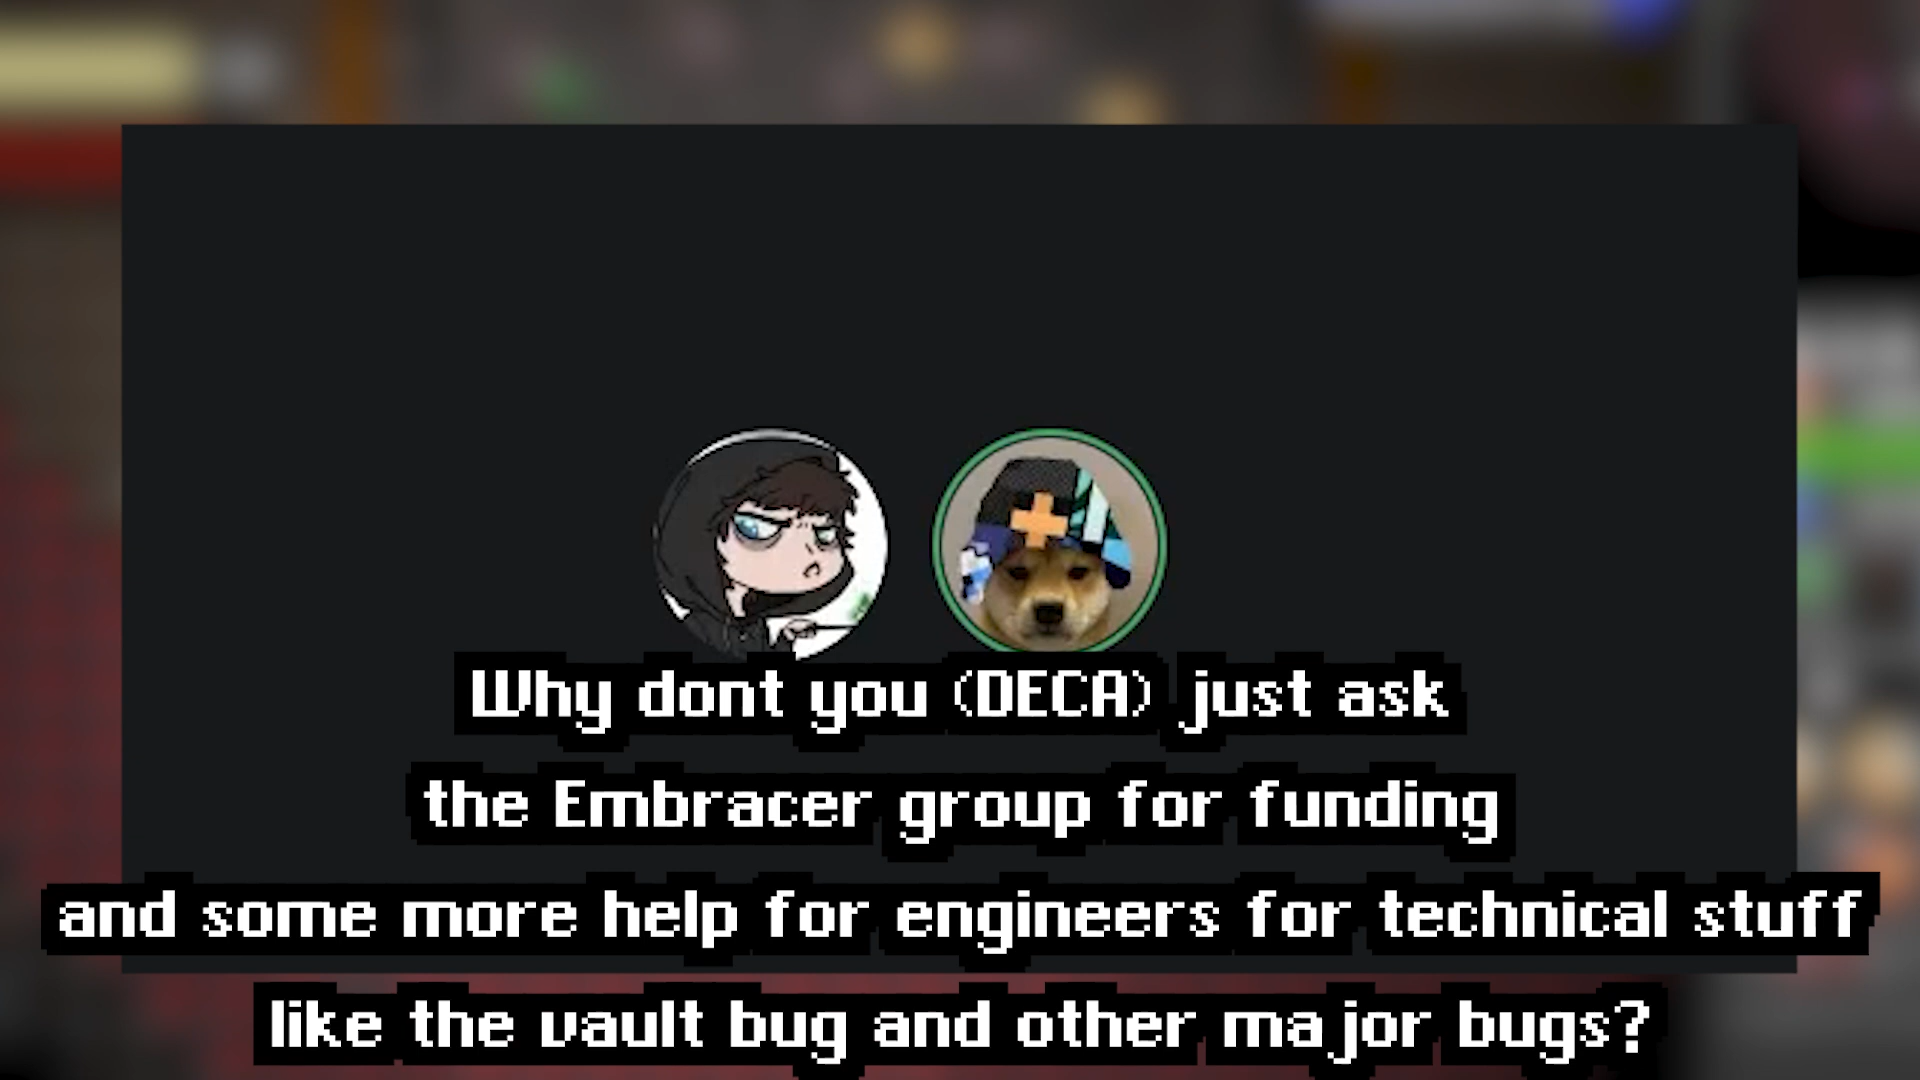 Why dont you (DECA) just ask
the Embracer group for funding
and some more help for engineers for technical stuff
like the vault bug and other major bugs?